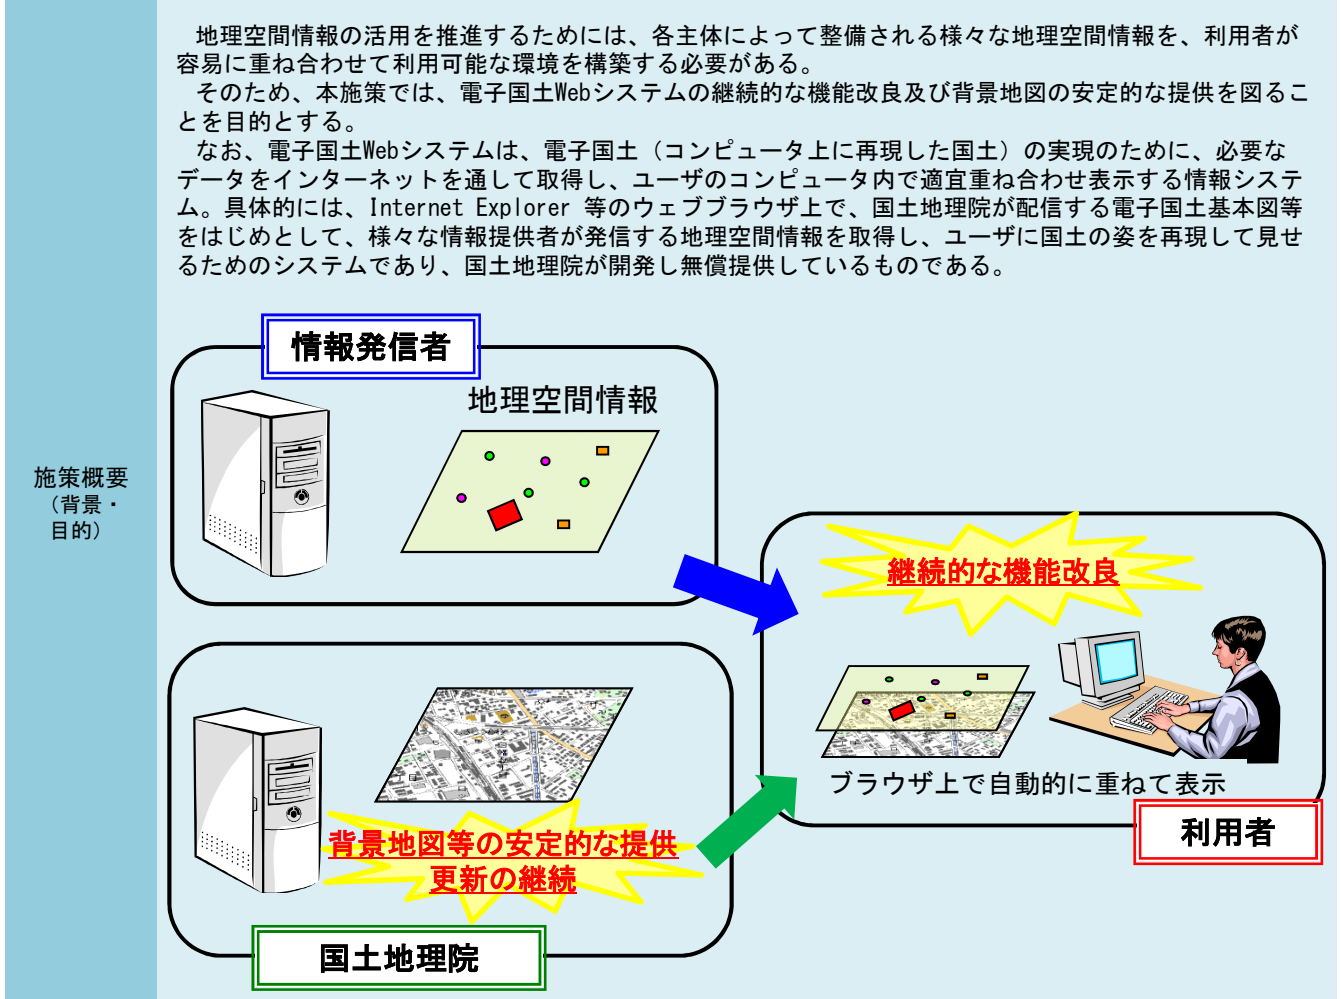 地理空間情報の活用を推進するためには、各主体によって整備される様々な地理空間情報を、利用者が
容易に重ね合わせて利用可能な環境を構築する必要がある。
そのため、本施策では、電子国土Webシステムの継続的な機能改良及び背景地図の安定的な提供を図るこ
とを目的とする。
なお、電子国土Webシステムは、電子国土（コンピュータ上に再現した国土）の実現のために、必要な
データをインターネットを通して取得し、ユーザのコンピュータ内で適宜重ね合わせ表示する情報システ
ム。具体的には、Internet Explorer 等のウェブブラウザ上で、国土地理院が配信する電子国土基本図等
をはじめとして、様々な情報提供者が発信する地理空間情報を取得し、ユーザに国土の姿を再現して見せ
るためのシステムであり、国土地理院が開発し無償提供しているものである。
施策概要
（背景・
目的）
情報発信者
地理空間情報
継続的な機能改良
ブラウザ上で自動的に重ねて表示
利用者
背景地図等の安定的な提供
更新の継続
国土地理院